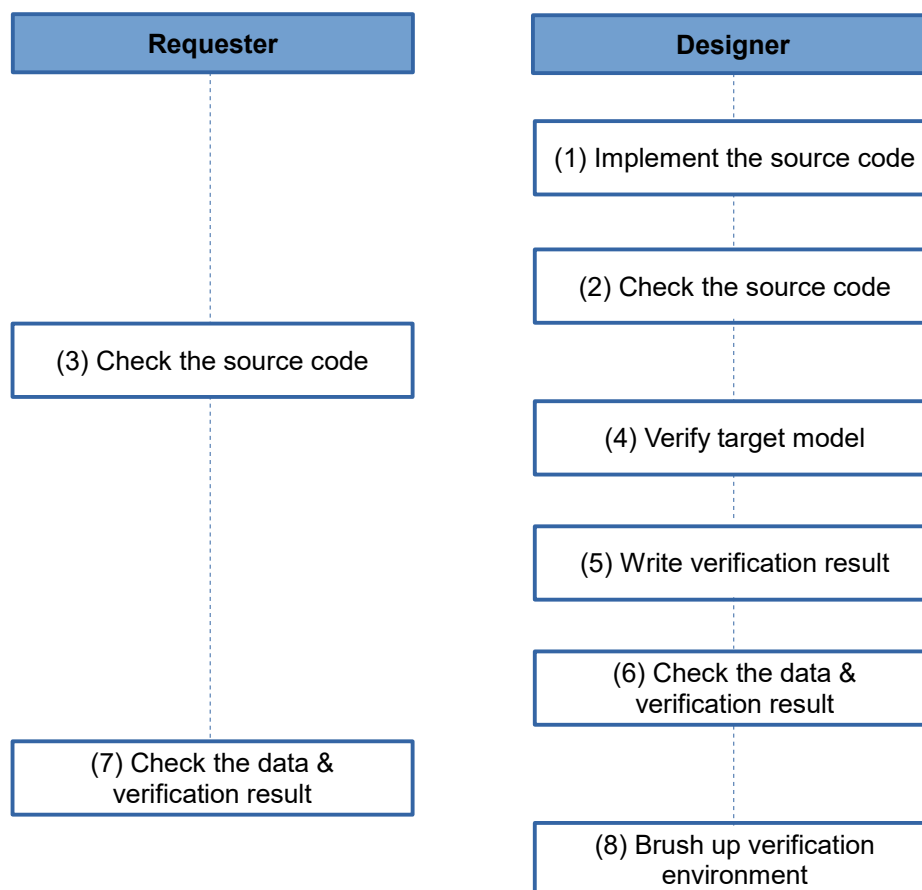 Requester
Designer
(1) Implement the source code
(2) Check the source code
(3) Check the source code
(4) Verify target model
(5) Write verification result
(6) Check the data &
verification result
(7) Check the data &
verification result
(8) Brush up verification
environment